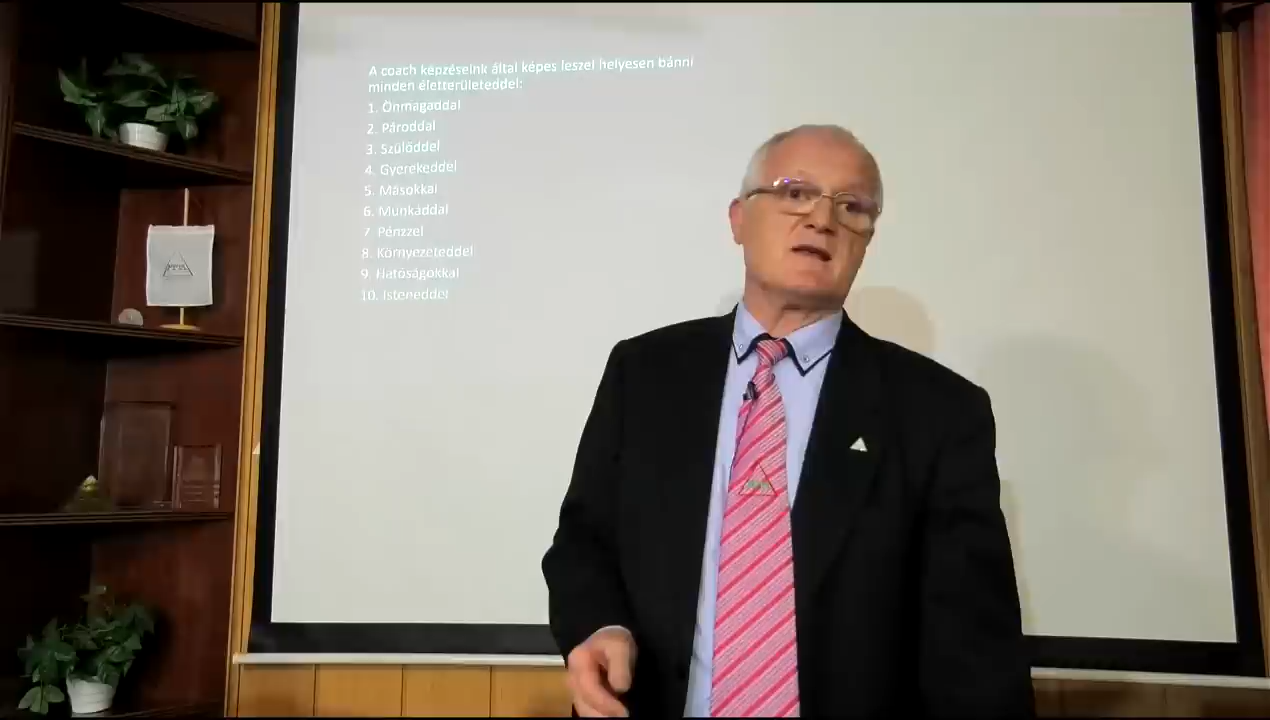 A coach képzéseink által képes leszel helyesen bánni
minden életterületeddel:
1. Önmagaddal
2. Pároddal
3. Szülőddel
4. Gyerekeddel
5. Másokkal
6. Munkáddal
7. Pénzzel
8. Környezeteddel
9. Hatóságokkal
10. Isteneddel